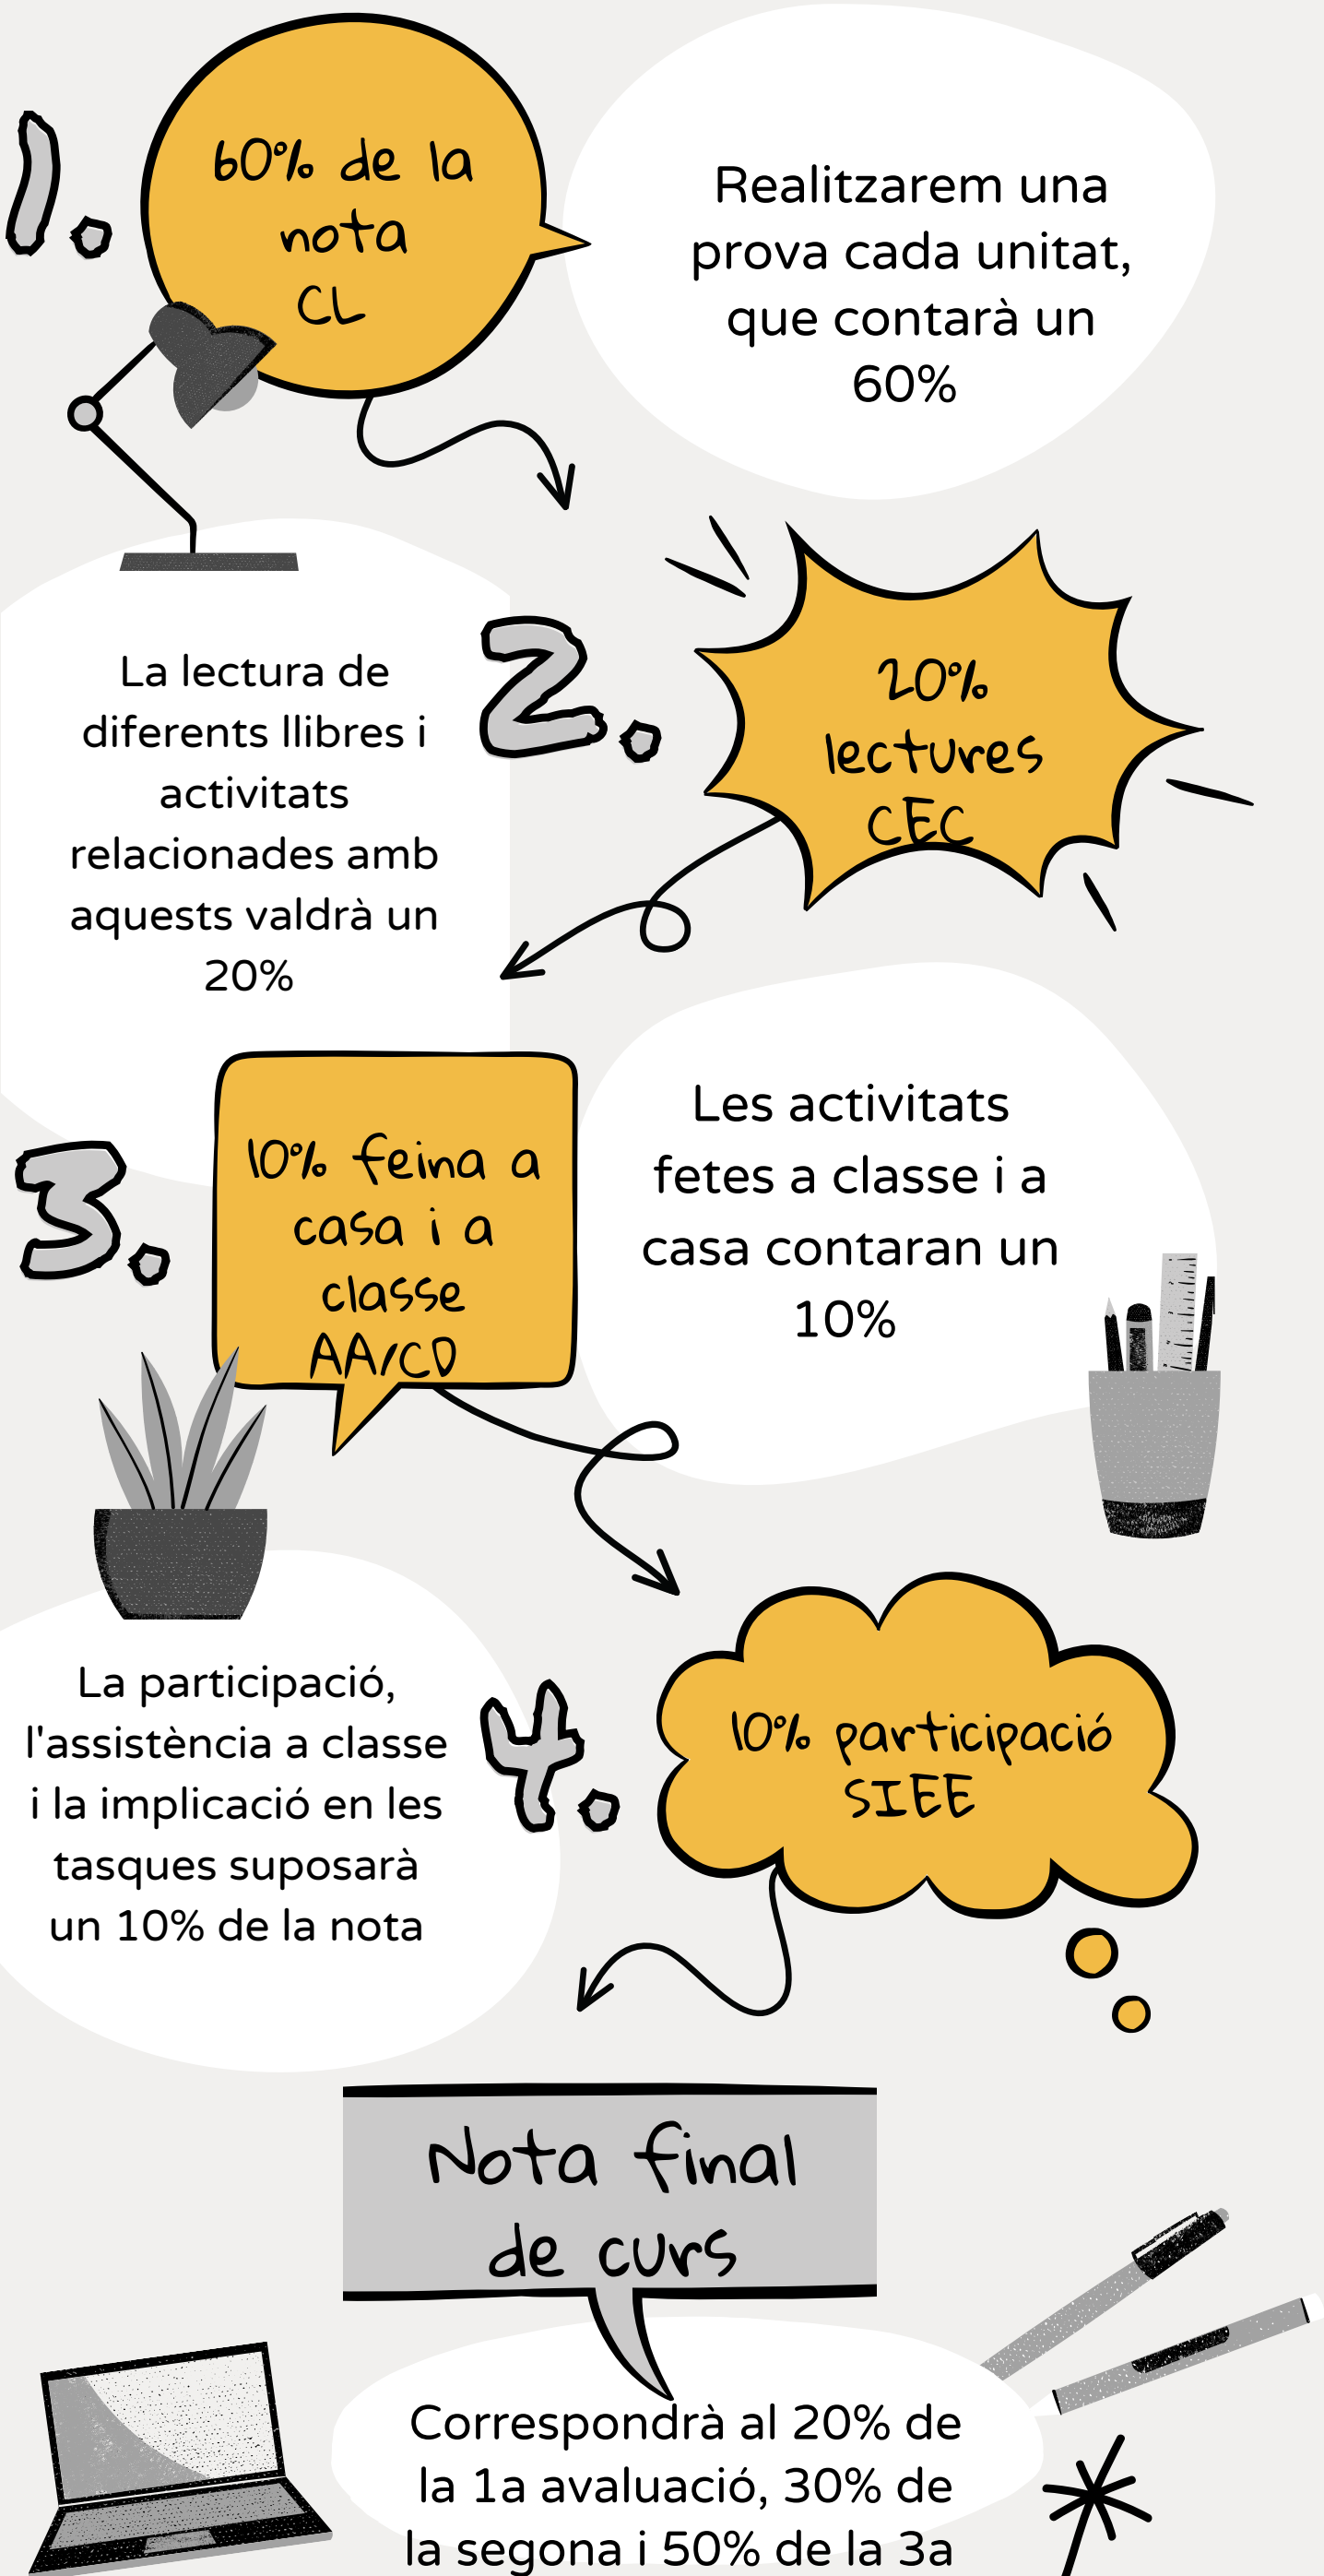 1.
60% de la
nota
CL
Realitzarem una
prova cada unitat,
que contarà un
60%
2.
20%
lectures
CEC
La lectura de
diferents llibres i
activitats
relacionades amb
aquests valdrà un
20%
3.
10% feina a
casa i a
classe
AA/CD
Les activitats
fetes a classe i a
casa contaran un
10%
4.
10% participació
SIEE
La participació,
l'assistència a classe
i la implicació en les
tasques suposarà
un 10% de la nota
Nota final
de curs
Correspondrà al 20% de
la 1a avaluació, 30% de
la segona i 50% de la 3a